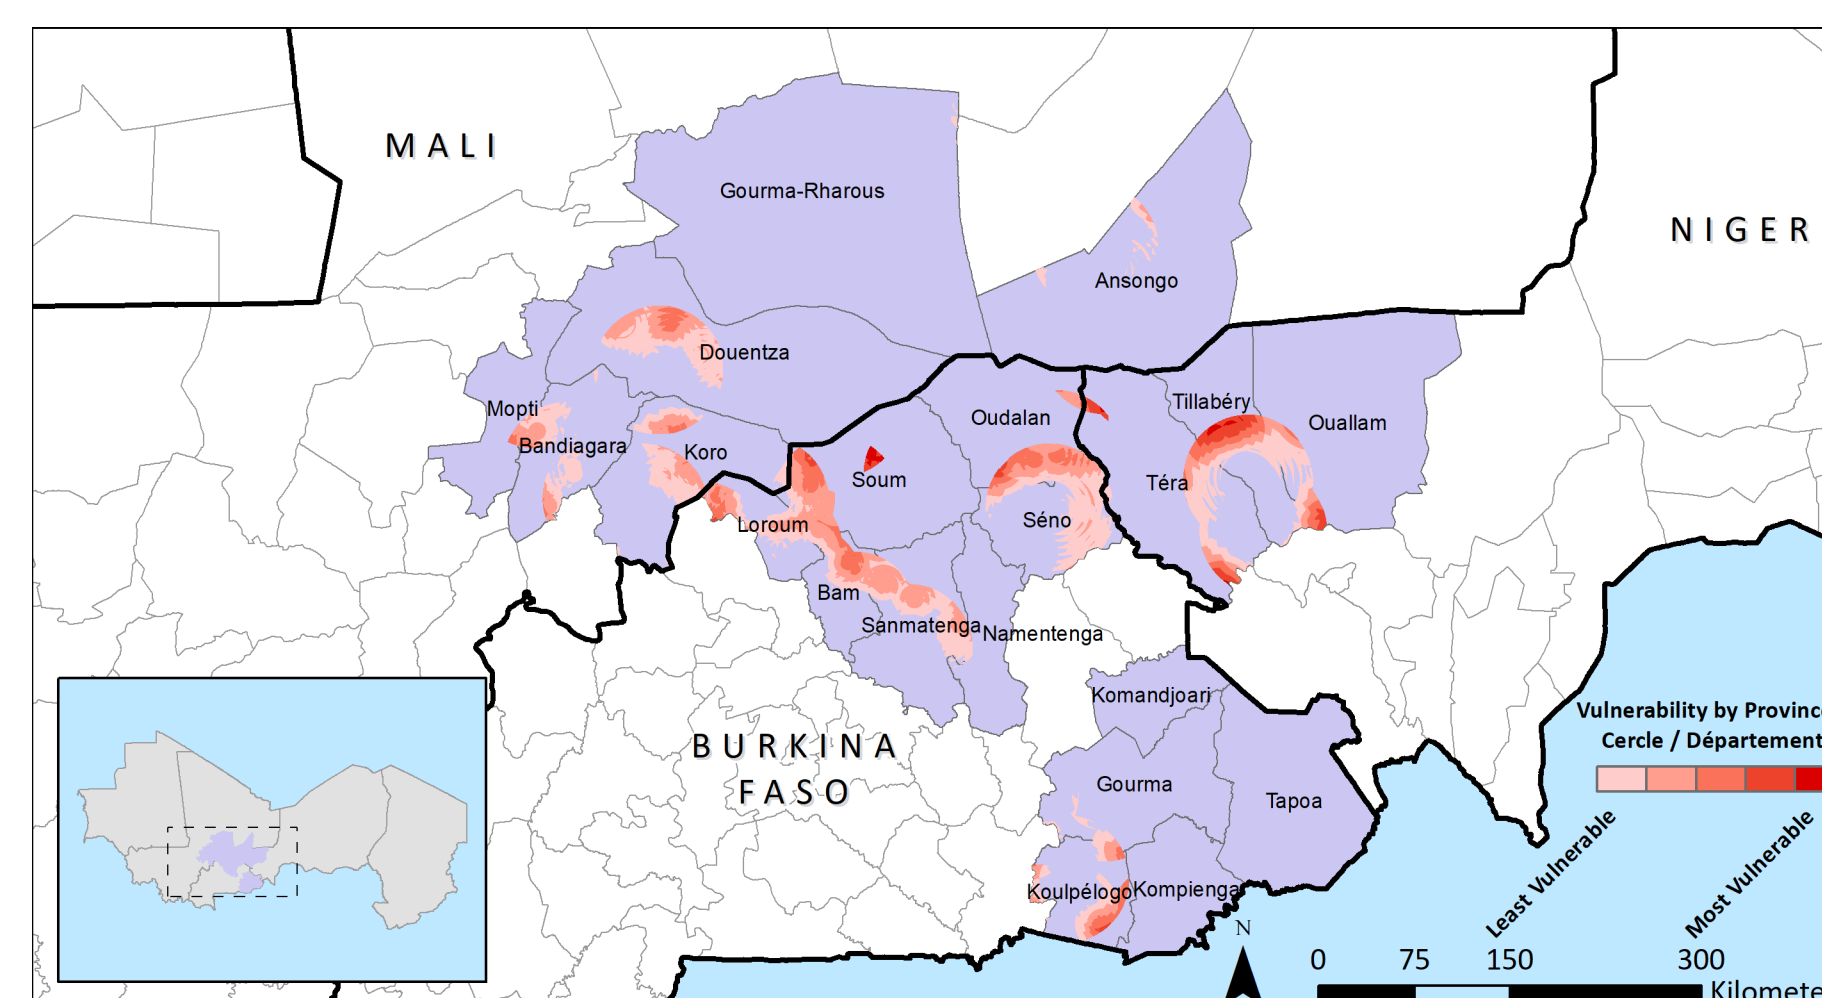 MALI
NIGER
Gourma-Rharous
Ansongo
Douentza
Mopti
Bandiagara
Koro
Oudalan
Tillabéry
Ouallam
Soum
Téra
Loroum
Séno
Bam
Sanmatenga
Namentenga
Komandjoari
BURKINA
FASO
Gourma
Tapoa
Koulpélogo
Kompienga
Vulnerability by Province
Cercle / Département
Least Vulnerable
Most Vulnerable
N
0 75 150 300
Kilomete